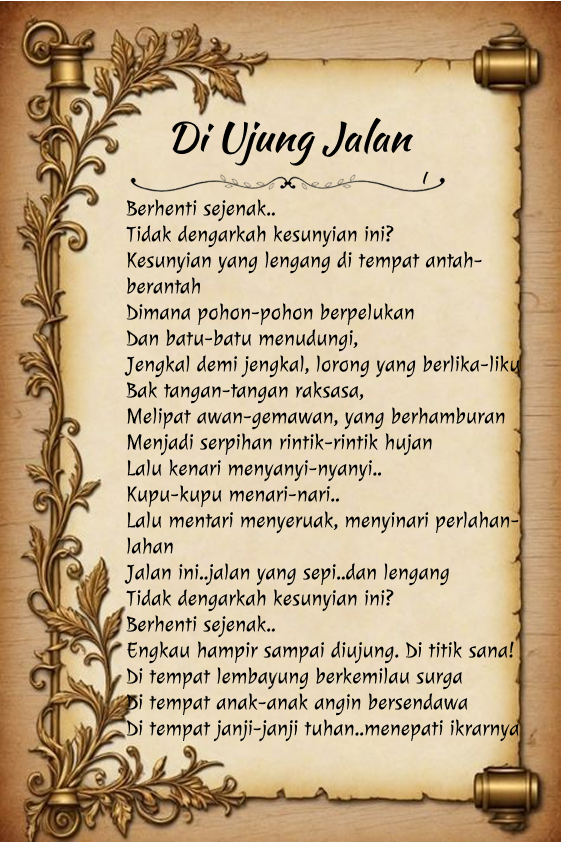 Di Ujung Jalan
1
Berhenti sejenak..
Tidak dengarkah kesunyian ini?
Kesunyian yang lengang di tempat antah-
berantah
Dimana pohon-pohon berpelukan
Dan batu-batu menudungi,
Jengkal demi jengkal, lorong yang berlika-liku
Bak tangan-tangan raksasa,
Melipat awan-gemawan, yang berhamburan
Menjadi serpihan rintik-rintik hujan
Lalu kenari menyanyi-nyanyi..
Kupu-kupu menari-nari..
Lalu mentari menyeruak, menyinari perlahan-
lahan
Jalan ini..jalan yang sepi..dan lengang
Tidak dengarkah kesunyian ini?
Berhenti sejenak..
Engkau hampir sampai diujung. Di titik sana!
Di tempat lembayung berkemilau surga
Di tempat anak-anak angin bersendawa
Di tempat janji-janji tuhan..menepati ikrarnya